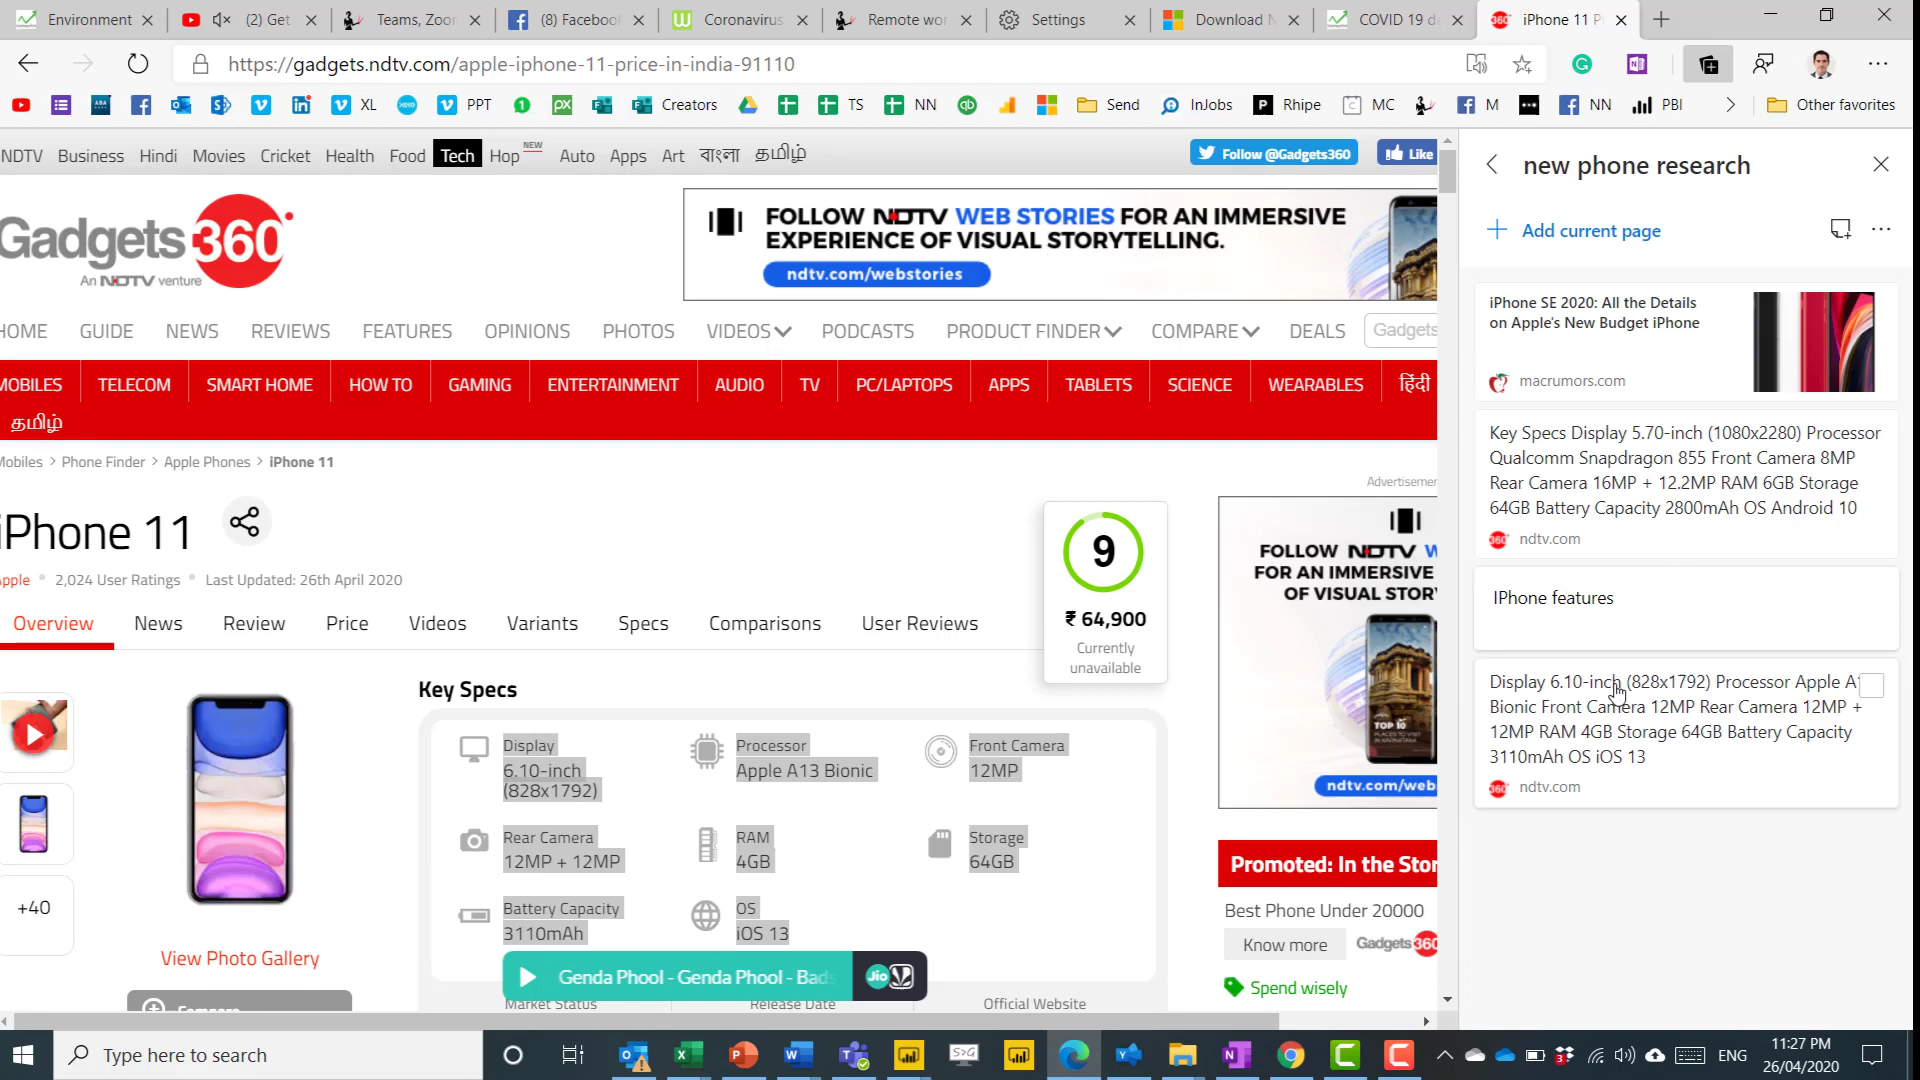 Environment
(2) Get
Teams, Zoo
(8) Facebook
Coronavirus
Remote wor
Settings
Download N
COVID 19 d
iPhone 11 P
https://gadgets.ndtv.com/apple-iphone-11-price-in-india-91110
XL
PPT
Creators
TS
NN
Send
InJobs
Rhipe
MC
M
NN
PBI
Other favorites
NDTV Business Hindi Movies Cricket Health Food Tech Hop NEW Auto Apps Art বাংলা தமிழ்
Follow @Gadgets360
Like
Gadgets 360
An NDTV venture
FOLLOW NDTV WEB STORIES FOR AN IMMERSIVE
EXPERIENCE OF VISUAL STORYTELLING.
ndtv.com/webstories
HOME GUIDE NEWS REVIEWS FEATURES OPINIONS PHOTOS VIDEOS PODCASTS PRODUCT FINDER COMPARE DEALS Gadgets
MOBILES TELECOM SMART HOME HOW TO GAMING ENTERTAINMENT AUDIO TV PC/LAPTOPS APPS TABLETS SCIENCE WEARABLES हिंदी
தமிழ்
Mobiles > Phone Finder > Apple Phones > iPhone 11
iPhone 11
Apple • 2,024 User Ratings • Last Updated: 26th April 2020
9
₹ 64,900
Currently
unavailable
Overview News Review Price Videos Variants Specs Comparisons User Reviews
+40
View Photo Gallery
Compare
Key Specs
Display
6.10-inch
(828x1792)
Processor
Apple A13 Bionic
Front Camera
12MP
Rear Camera
12MP + 12MP
RAM
4GB
Storage
64GB
Battery Capacity
3110mAh
OS
iOS 13
Genda Phool - Genda Phool - Bads
Jio
Market Status
Release Date
Official Website
Advertisemen
FOLLOW NDTV W
FOR AN IMMERSIVE
OF VISUAL STORY
TOP 10
ndtv.com/web
Promoted: In the Stor
Best Phone Under 20000
Know more
Gadgets 360
Spend wisely
new phone research
Add current page
iPhone SE 2020: All the Details
on Apple's New Budget iPhone
macrumors.com
Key Specs Display 5.70-inch (1080x2280) Processor
Qualcomm Snapdragon 855 Front Camera 8MP
Rear Camera 16MP + 12.2MP RAM 6GB Storage
64GB Battery Capacity 2800mAh OS Android 10
360 ndtv.com
IPhone features
Display 6.10-inch (828x1792) Processor Apple A
Bionic Front Camera 12MP Rear Camera 12MP +
12MP RAM 4GB Storage 64GB Battery Capacity
3110mAh OS iOS 13
360 ndtv.com
Type here to search
ENG
11:27 PM
26/04/2020